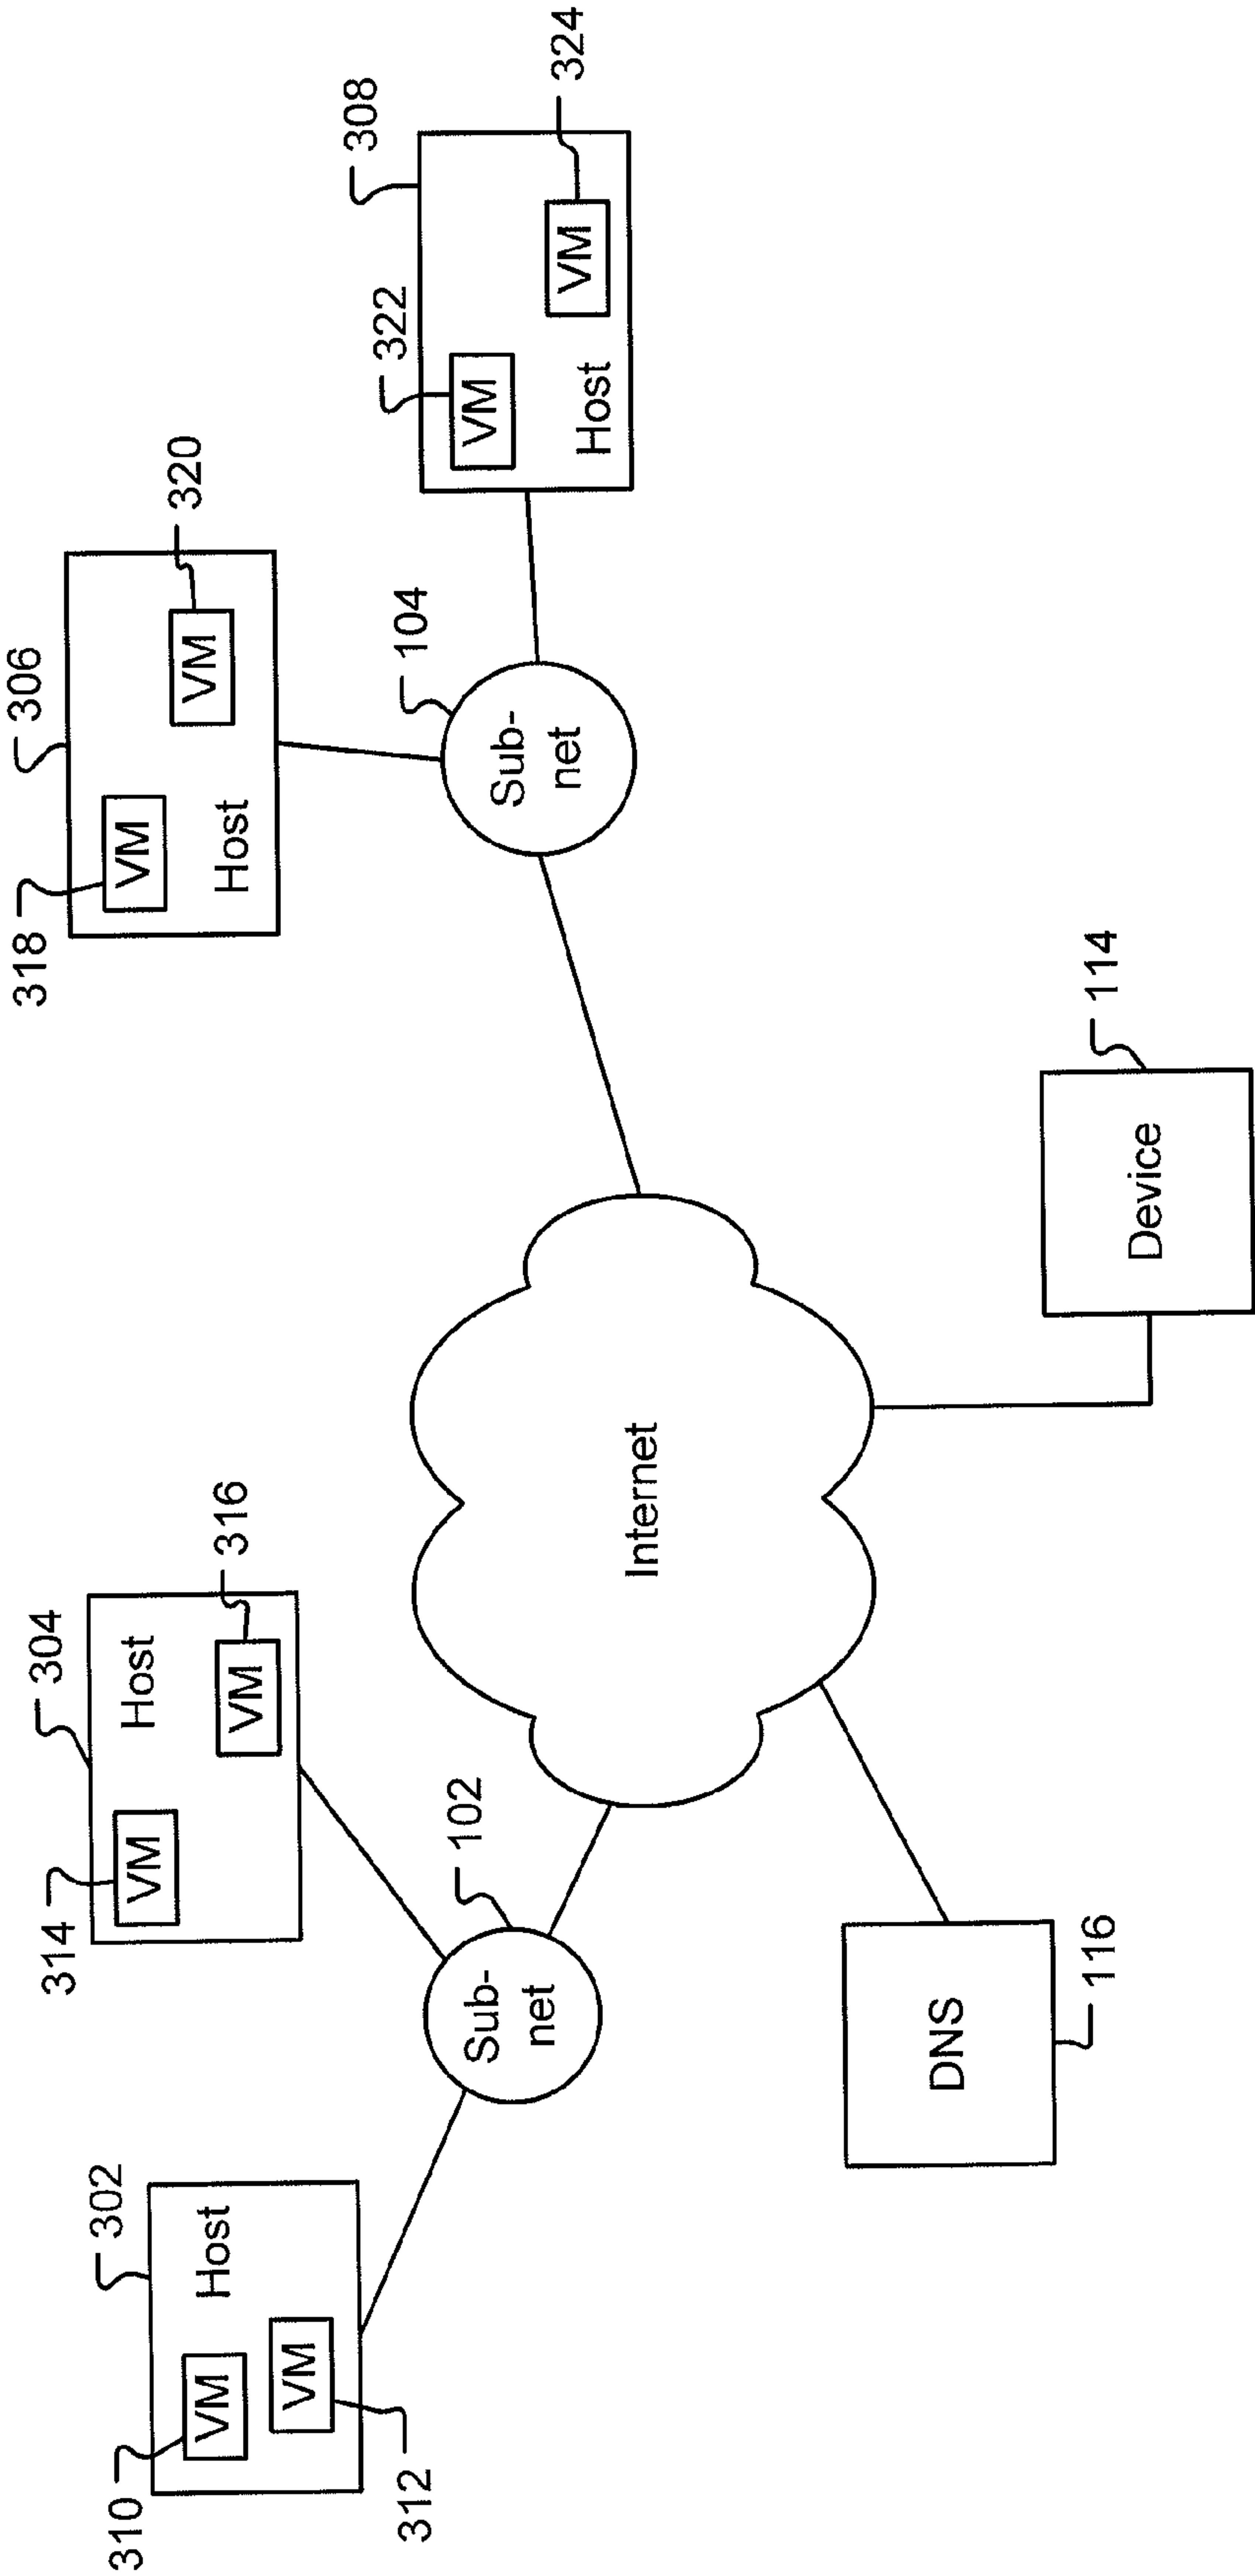 318
306
320
VM
VM
Host
314
304
316
VM
Host
VM
310
302
VM
Host
VM
312
102
Sub-
net
104
Sub-
net
322
308
VM
VM
324
Host
Internet
DNS
116
Device
114